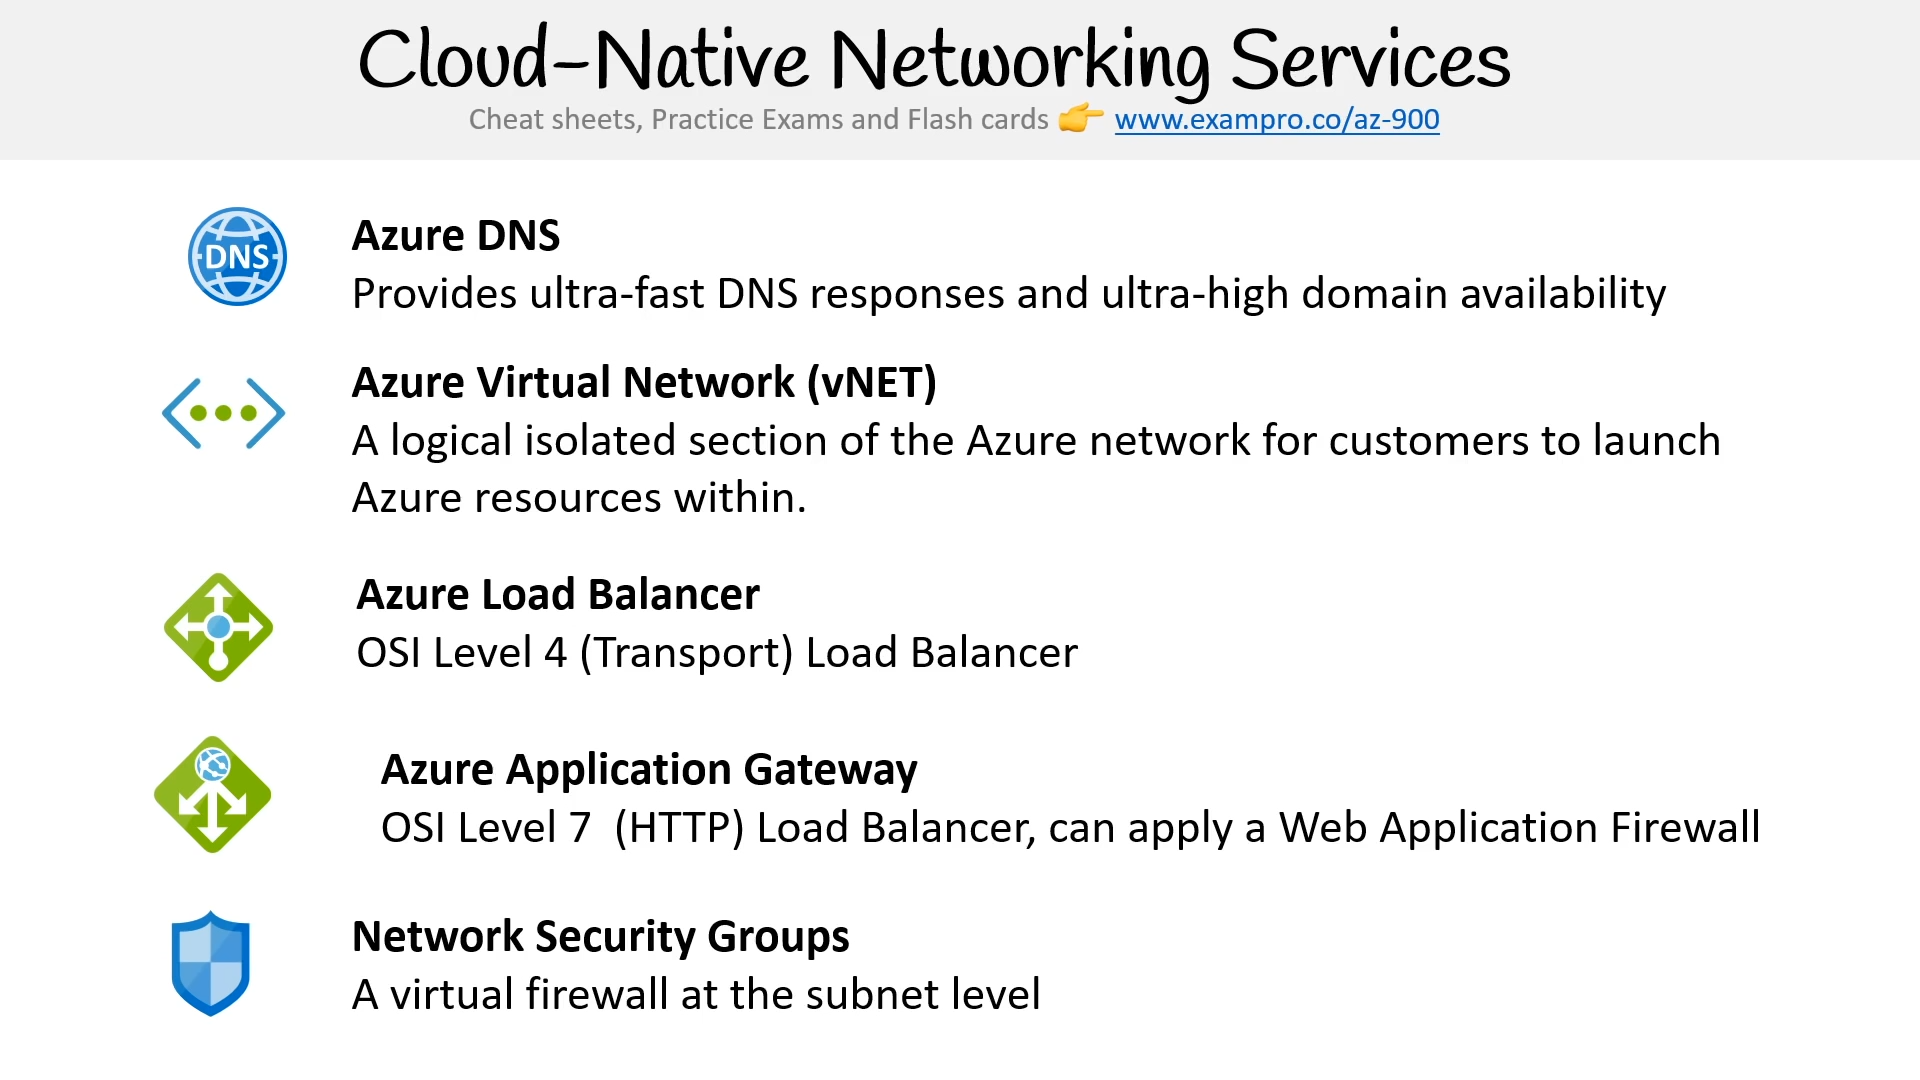 Cloud-Native Networking Services
Cheat sheets, Practice Exams and Flash cards 👉 www.exampro.co/az-900
DNS
Azure DNS
Provides ultra-fast DNS responses and ultra-high domain availability
Azure Virtual Network (vNET)
A logical isolated section of the Azure network for customers to launch
Azure resources within.
Azure Load Balancer
OSI Level 4 (Transport) Load Balancer
Azure Application Gateway
OSI Level 7  (HTTP) Load Balancer, can apply a Web Application Firewall
Network Security Groups
A virtual firewall at the subnet level